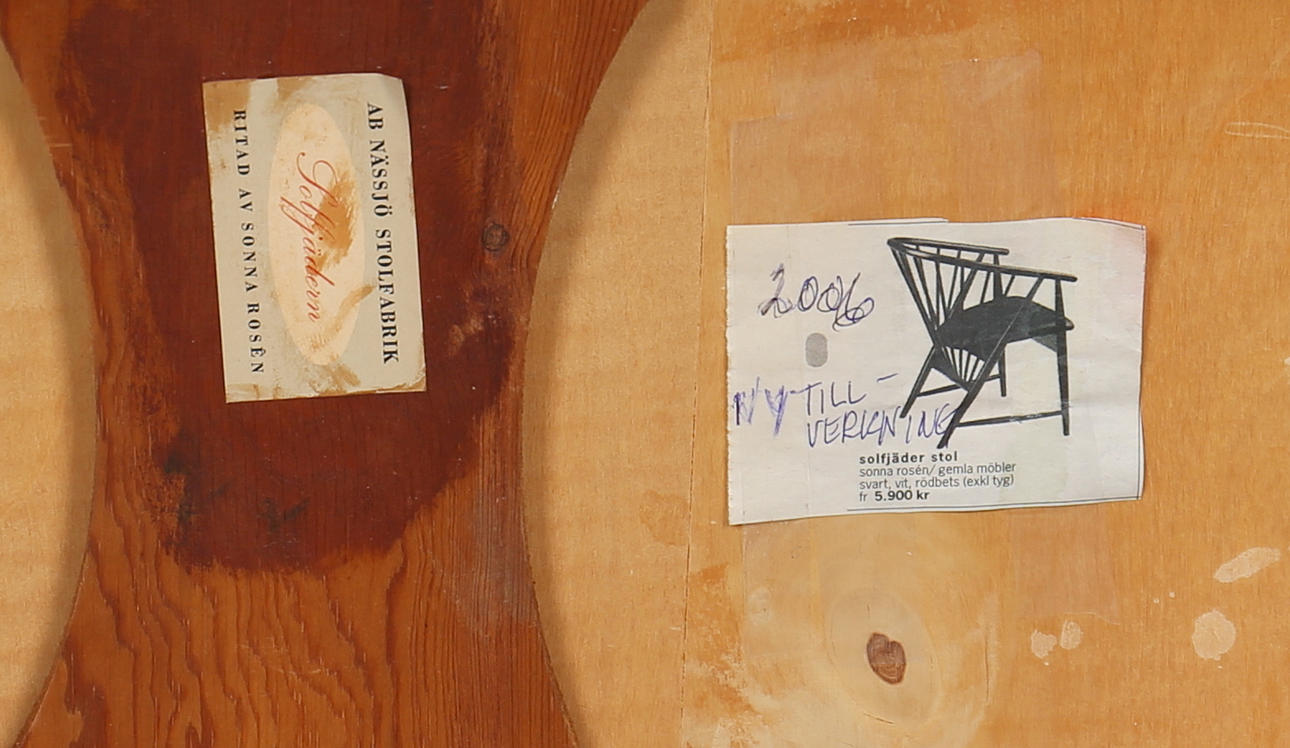 AB NÄSSJÖ STOLFABRIK
Solfjädern
RITAD AV SONNA ROSÉN
2006
NY TILL-
VERKNING
solfjäder stol
sonna rosén/ gemla möbler
svart, vit, rödbets (exkl tyg)
fr 5.900 kr